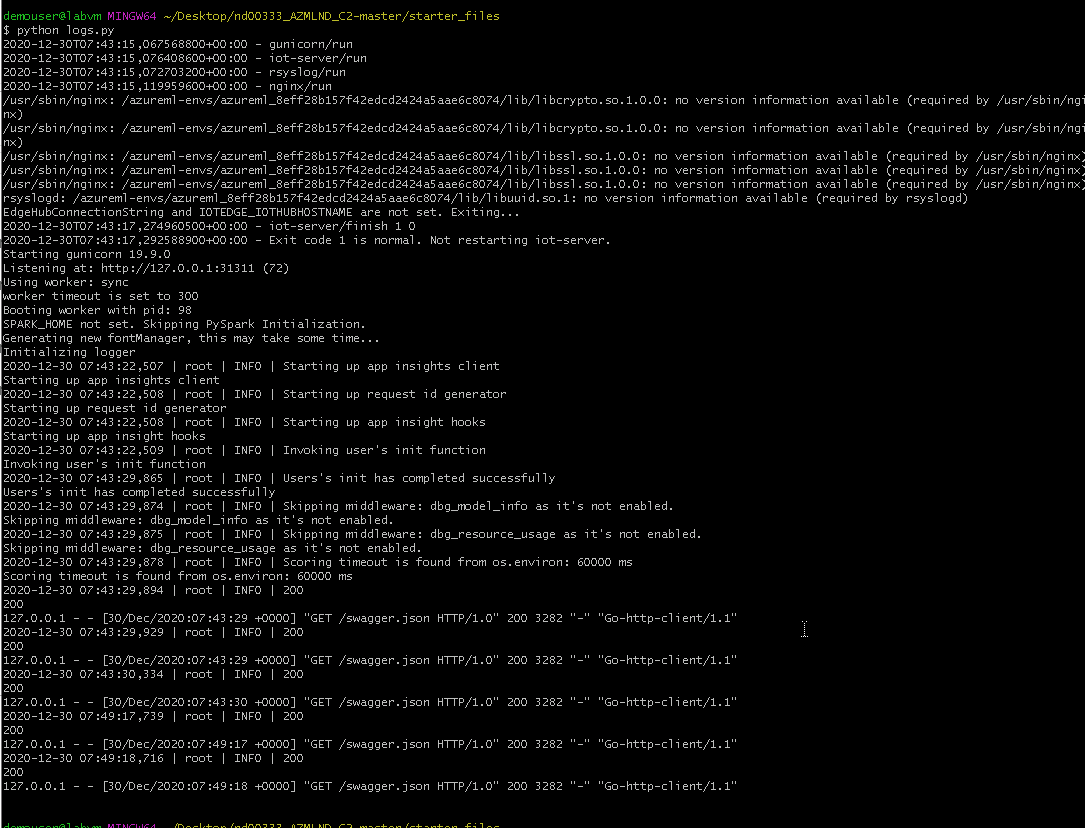 demouser@labvm MINGW64 ~/Desktop/nd00333_AZMLND_C2-master/starter_files
$ python logs.py
2020-12-30T07:43:15,067568800+00:00 - gunicorn/run
2020-12-30T07:43:15,076408600+00:00 - iot-server/run
2020-12-30T07:43:15,072703200+00:00 - rsyslog/run
2020-12-30T07:43:15,119959600+00:00 - nginx/run
/usr/sbin/nginx: /azureml-envs/azureml_8eff28b157f42edcd2424a5aae6c8074/lib/libcrypto.so.1.0.0: no version information available (required by /usr/sbin/ngi
nx)
/usr/sbin/nginx: /azureml-envs/azureml_8eff28b157f42edcd2424a5aae6c8074/lib/libcrypto.so.1.0.0: no version information available (required by /usr/sbin/ngi
nx)
/usr/sbin/nginx: /azureml-envs/azureml_8eff28b157f42edcd2424a5aae6c8074/lib/libssl.so.1.0.0: no version information available (required by /usr/sbin/nginx)
/usr/sbin/nginx: /azureml-envs/azureml_8eff28b157f42edcd2424a5aae6c8074/lib/libssl.so.1.0.0: no version information available (required by /usr/sbin/nginx)
/usr/sbin/nginx: /azureml-envs/azureml_8eff28b157f42edcd2424a5aae6c8074/lib/libssl.so.1.0.0: no version information available (required by /usr/sbin/nginx)
rsyslogd: /azureml-envs/azureml_8eff28b157f42edcd2424a5aae6c8074/lib/libuuid.so.1: no version information available (required by rsyslogd)
EdgeHubConnectionString and IOTEDGE_IOTHUBHOSTNAME are not set. Exiting...
2020-12-30T07:43:17,274960500+00:00 - iot-server/finish 1 0
2020-12-30T07:43:17,292588900+00:00 - Exit code 1 is normal. Not restarting iot-server.
Starting gunicorn 19.9.0
Listening at: http://127.0.0.1:31311 (72)
Using worker: sync
worker timeout is set to 300
Booting worker with pid: 98
SPARK_HOME not set. Skipping PySpark Initialization.
Generating new fontManager, this may take some time...
Initializing logger
2020-12-30 07:43:22,507 | root | INFO | Starting up app insights client
Starting up app insights client
2020-12-30 07:43:22,508 | root | INFO | Starting up request id generator
Starting up request id generator
2020-12-30 07:43:22,508 | root | INFO | Starting up app insight hooks
Starting up app insight hooks
2020-12-30 07:43:22,509 | root | INFO | Invoking user's init function
Invoking user's init function
2020-12-30 07:43:29,865 | root | INFO | Users's init has completed successfully
Users's init has completed successfully
2020-12-30 07:43:29,874 | root | INFO | Skipping middleware: dbg_model_info as it's not enabled.
Skipping middleware: dbg_model_info as it's not enabled.
2020-12-30 07:43:29,875 | root | INFO | Skipping middleware: dbg_resource_usage as it's not enabled.
Skipping middleware: dbg_resource_usage as it's not enabled.
2020-12-30 07:43:29,878 | root | INFO | Scoring timeout is found from os.environ: 60000 ms
Scoring timeout is found from os.environ: 60000 ms
2020-12-30 07:43:29,894 | root | INFO | 200
200
127.0.0.1 - - [30/Dec/2020:07:43:29 +0000] "GET /swagger.json HTTP/1.0" 200 3282 "-" "Go-http-client/1.1"
2020-12-30 07:43:29,929 | root | INFO | 200
200
127.0.0.1 - - [30/Dec/2020:07:43:29 +0000] "GET /swagger.json HTTP/1.0" 200 3282 "-" "Go-http-client/1.1"
2020-12-30 07:43:30,334 | root | INFO | 200
200
127.0.0.1 - - [30/Dec/2020:07:43:30 +0000] "GET /swagger.json HTTP/1.0" 200 3282 "-" "Go-http-client/1.1"
2020-12-30 07:49:17,739 | root | INFO | 200
200
127.0.0.1 - - [30/Dec/2020:07:49:17 +0000] "GET /swagger.json HTTP/1.0" 200 3282 "-" "Go-http-client/1.1"
2020-12-30 07:49:18,716 | root | INFO | 200
200
127.0.0.1 - - [30/Dec/2020:07:49:18 +0000] "GET /swagger.json HTTP/1.0" 200 3282 "-" "Go-http-client/1.1"
demouser@labvm MINGW64 ~/Desktop/nd00333_AZMLND_C2-master/starter_files